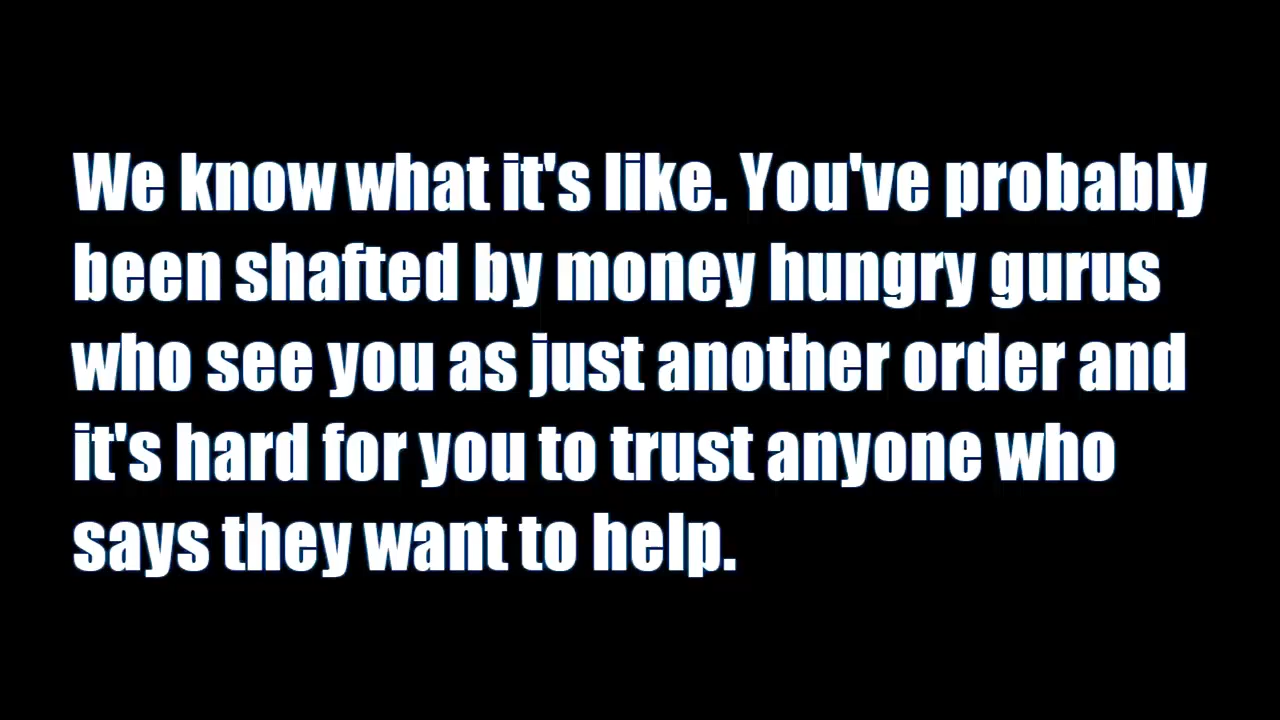 We know what it's like. You've probably
been shafted by money hungry gurus
who see you as just another order and
it's hard for you to trust anyone who
says they want to help.